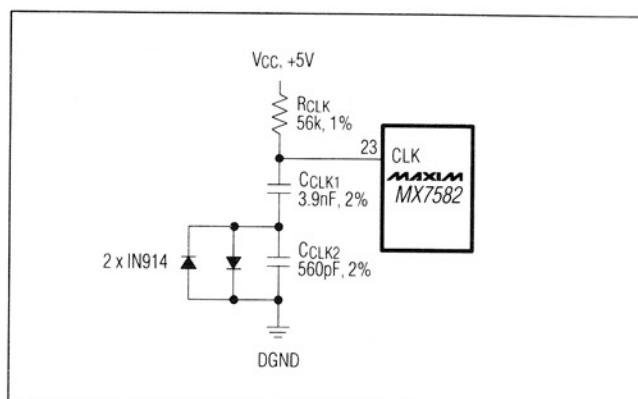 VCC, +5V
RCLK
56k, 1%
23
CLK
MAXIM
MX7582
CCLK1
3.9nF, 2%
2 x IN914
CCLK2
560pF, 2%
DGND